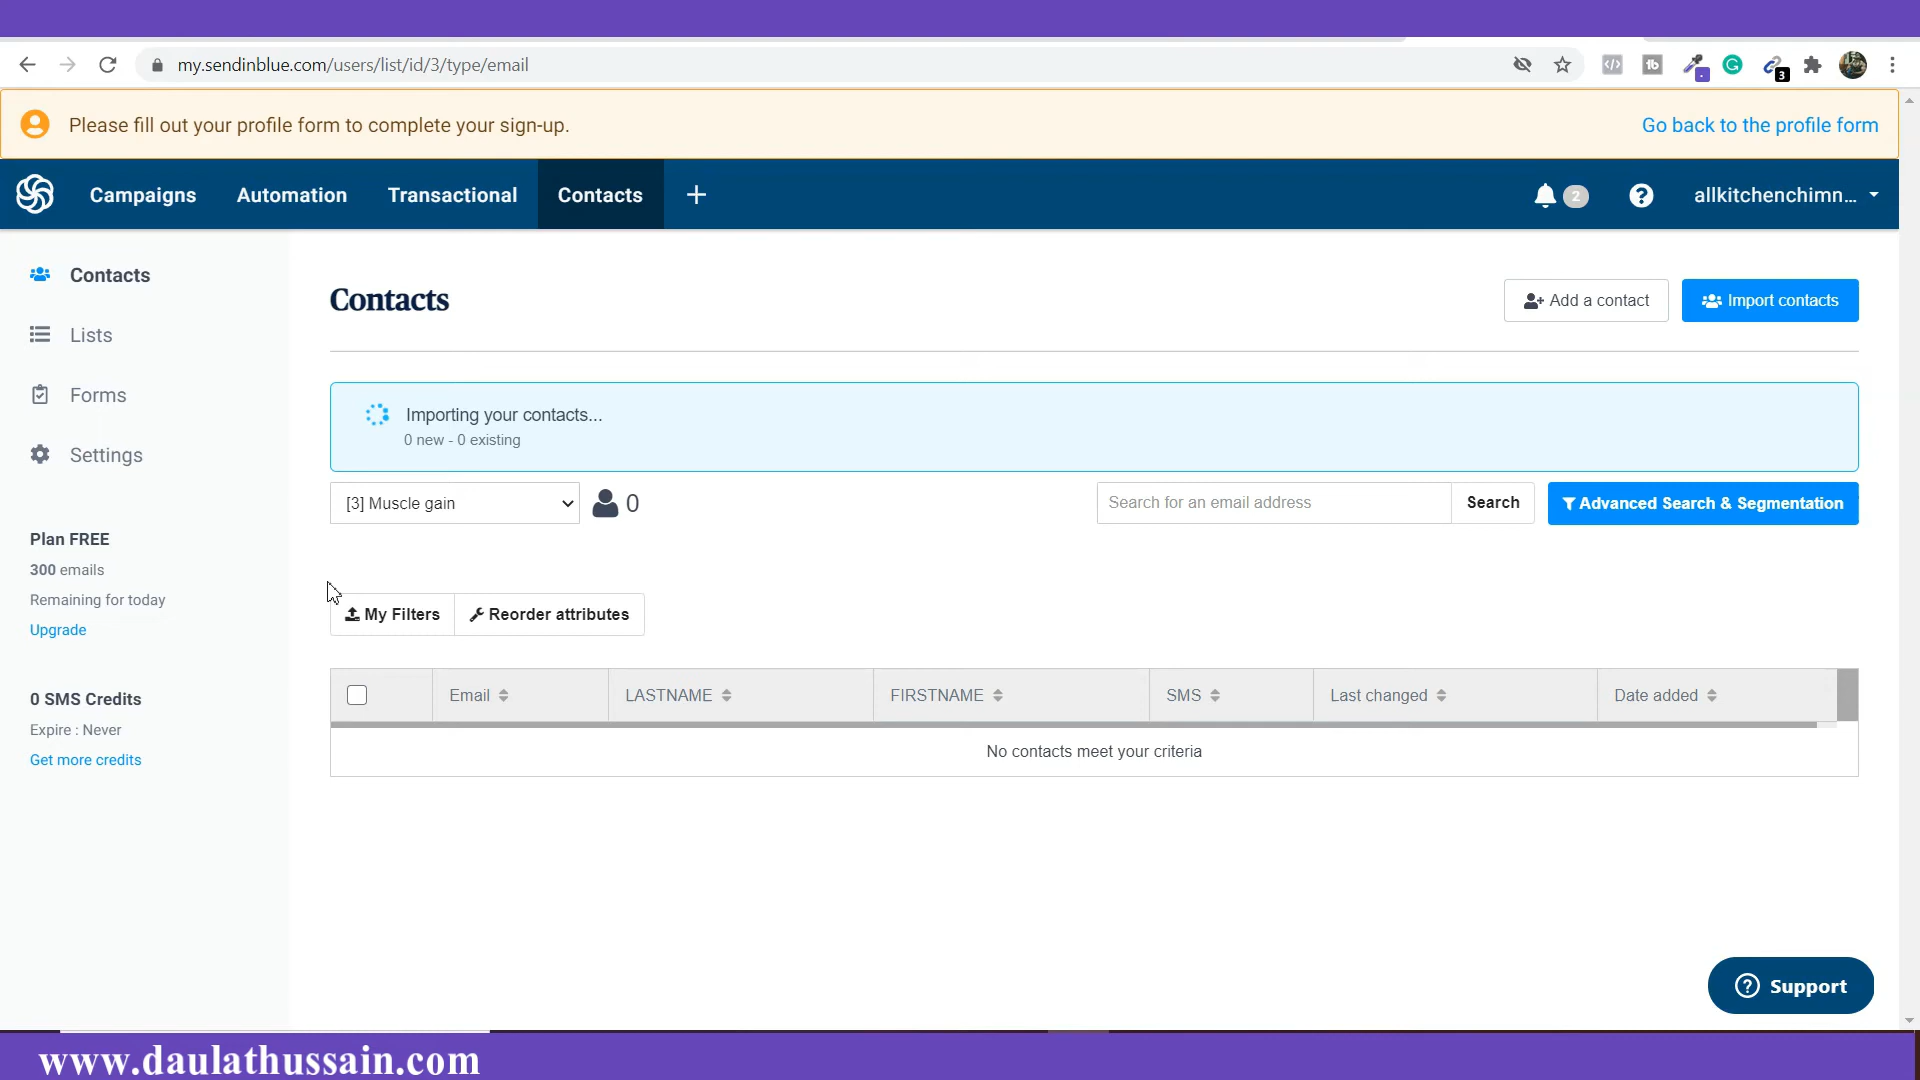 my.sendinblue.com/users/list/id/3/type/email
3
Please fill out your profile form to complete your sign-up.
Go back to the profile form
Campaigns
Automation
Transactional
Contacts
+
2
?
allkitchenchimn...
Contacts
Lists
Forms
Settings
Plan FREE
300 emails
Remaining for today
Upgrade
0 SMS Credits
Expire : Never
Get more credits
Contacts
Add a contact
Import contacts
Importing your contacts...
0 new - 0 existing
[3] Muscle gain
0
Search for an email address
Search
Advanced Search & Segmentation
My Filters
Reorder attributes
Email
LASTNAME
FIRSTNAME
SMS
Last changed
Date added
No contacts meet your criteria
? Support
www.daulathussain.com